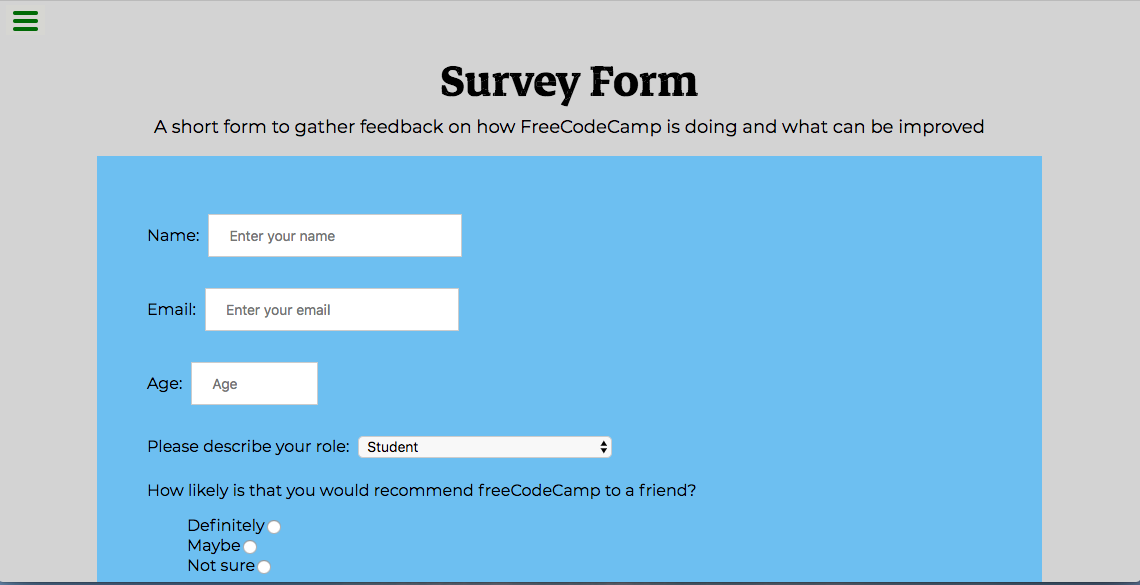 Survey Form
A short form to gather feedback on how FreeCodeCamp is doing and what can be improved
Name: Enter your name
Email: Enter your email
Age: Age
Please describe your role: Student
How likely is that you would recommend freeCodeCamp to a friend?
Definitely
Maybe
Not sure